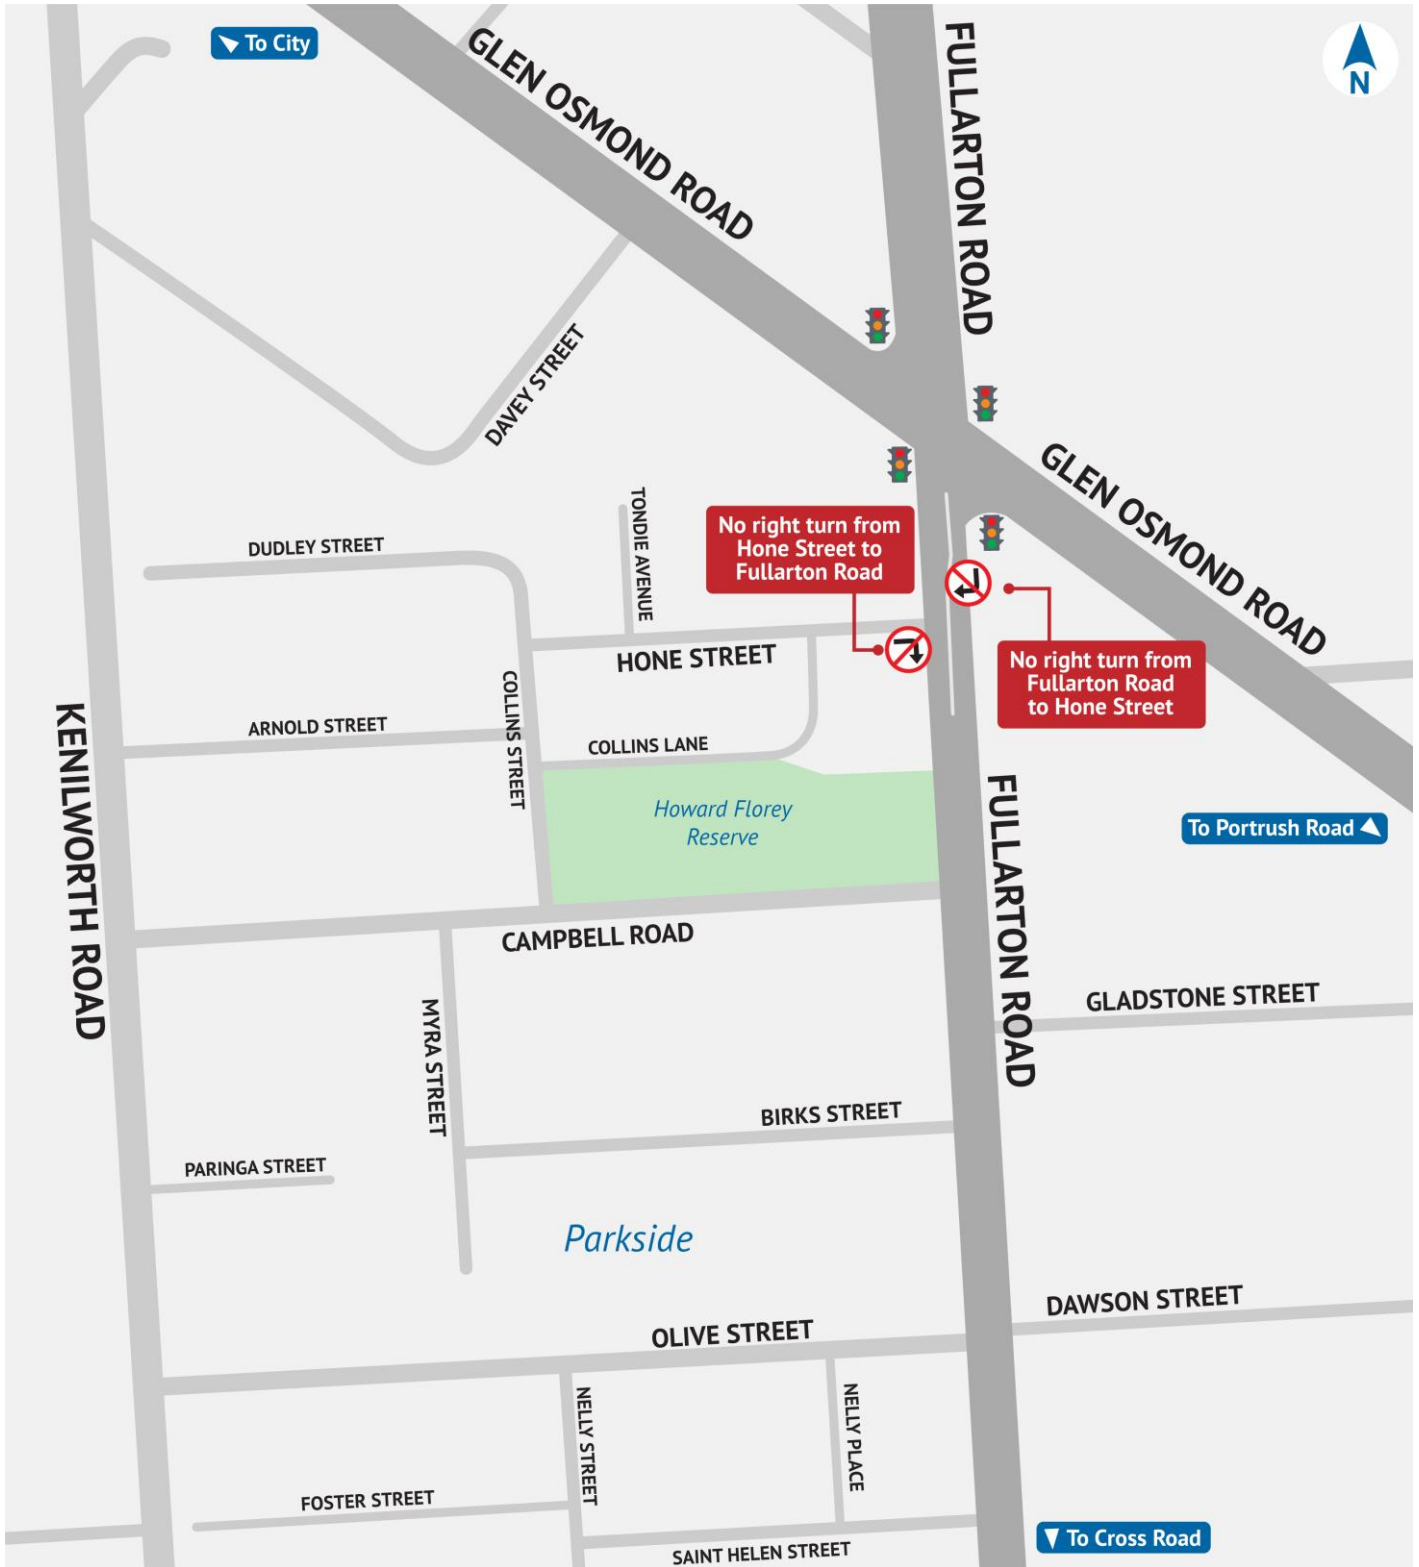 To City
GLEN OSMOND ROAD
FULLARTON ROAD
N
DAVEY STREET
GLEN OSMOND ROAD
TONDIE AVENUE
No right turn from
Hone Street to
Fullarton Road
DUDLEY STREET
HONE STREET
No right turn from
Fullarton Road
to Hone Street
COLLINS STREET
KENILWORTH ROAD
ARNOLD STREET
COLLINS LANE
Howard Florey
Reserve
FULLARTON ROAD
To Portrush Road
CAMPBELL ROAD
GLADSTONE STREET
MYRA STREET
BIRKS STREET
PARINGA STREET
Parkside
DAWSON STREET
OLIVE STREET
NELLY STREET
NELLY PLACE
FOSTER STREET
To Cross Road
SAINT HELEN STREET